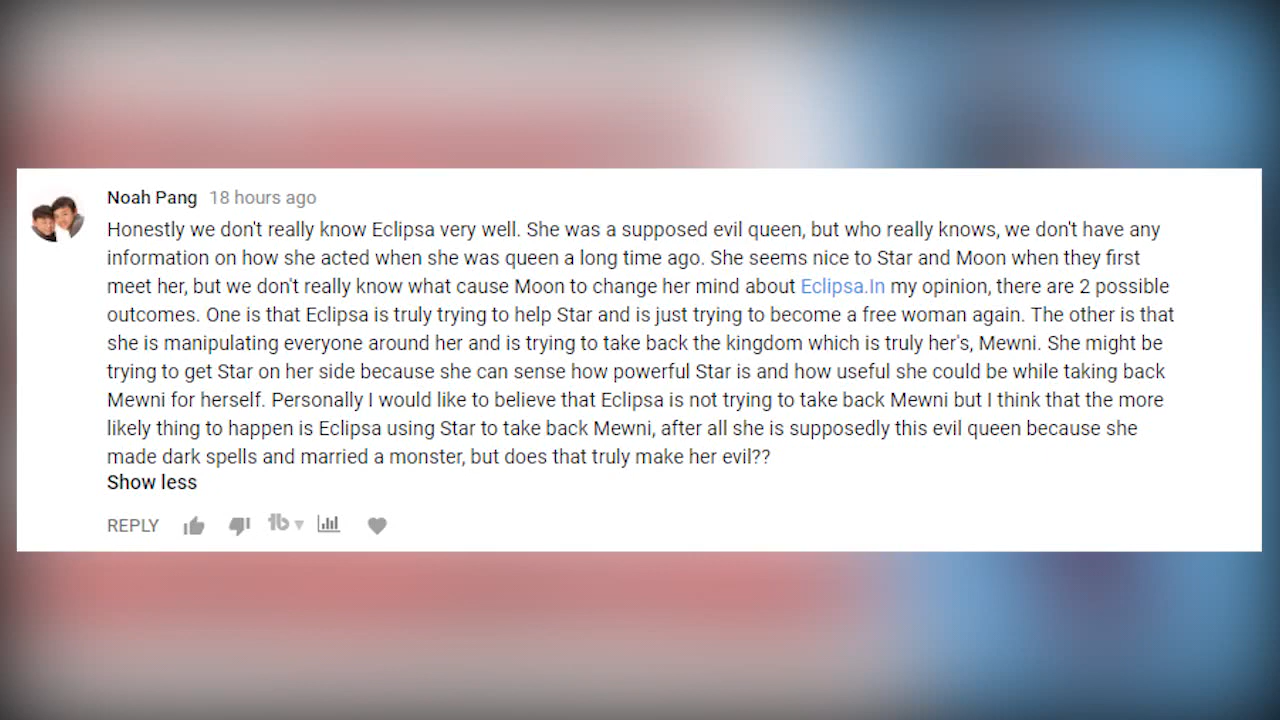 Noah Pang 18 hours ago
Honestly we don't really know Eclipsa very well. She was a supposed evil queen, but who really knows, we don't have any
information on how she acted when she was queen a long time ago. She seems nice to Star and Moon when they first
meet her, but we don't really know what cause Moon to change her mind about Eclipsa.In my opinion, there are 2 possible
outcomes. One is that Eclipsa is truly trying to help Star and is just trying to become a free woman again. The other is that
she is manipulating everyone around her and is trying to take back the kingdom which is truly her's, Mewni. She might be
trying to get Star on her side because she can sense how powerful Star is and how useful she could be while taking back
Mewni for herself. Personally I would like to believe that Eclipsa is not trying to take back Mewni but I think that the more
likely thing to happen is Eclipsa using Star to take back Mewni, after all she is supposedly this evil queen because she
made dark spells and married a monster, but does that truly make her evil??
Show less
REPLY